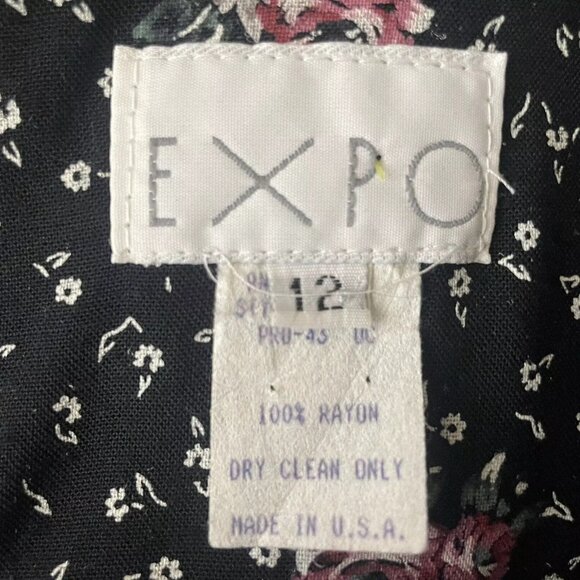 EXPO
12
100% RAYON
DRY CLEAN ONLY
MADE IN U.S.A.